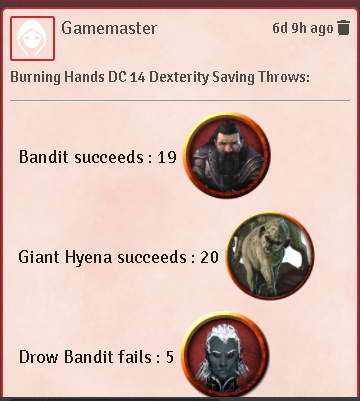 Gamemaster 6d 9h ago
Burning Hands DC 14 Dexterity Saving Throws:
Bandit succeeds : 19
Giant Hyena succeeds : 20
Drow Bandit fails : 5